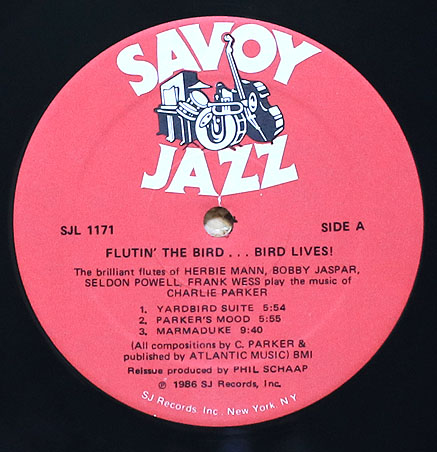 SAVOY
JAZZ
SJL 1171
SIDE A
FLUTIN' THE BIRD . . . BIRD LIVES!
The brilliant flutes of HERBIE MANN, BOBBY JASPAR,
SELDON POWELL, FRANK WESS play the music of
CHARLIE PARKER
1. YARDBIRD SUITE 5:54
2. PARKER'S MOOD 5:55
3. MARMADUKE 9:40
(All compositions by C. PARKER &
published by ATLANTIC MUSIC) BMI
Reissue produced by PHIL SCHAAP
℗ 1986 SJ Records, Inc.
SJ Records, Inc., New York, N.Y.